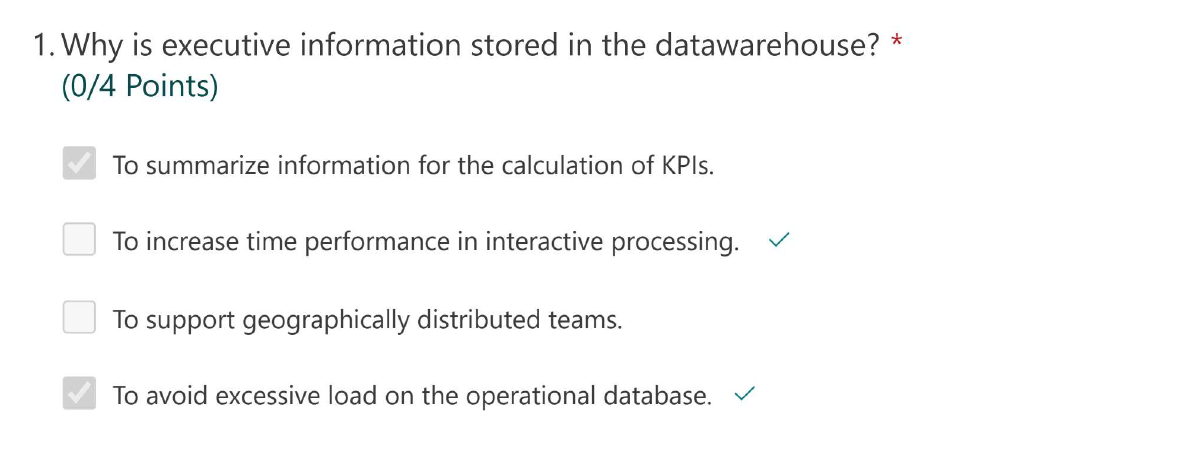 1. Why is executive information stored in the datawarehouse? *
(0/4 Points)
To summarize information for the calculation of KPIs.
To increase time performance in interactive processing.
To support geographically distributed teams.
To avoid excessive load on the operational database.